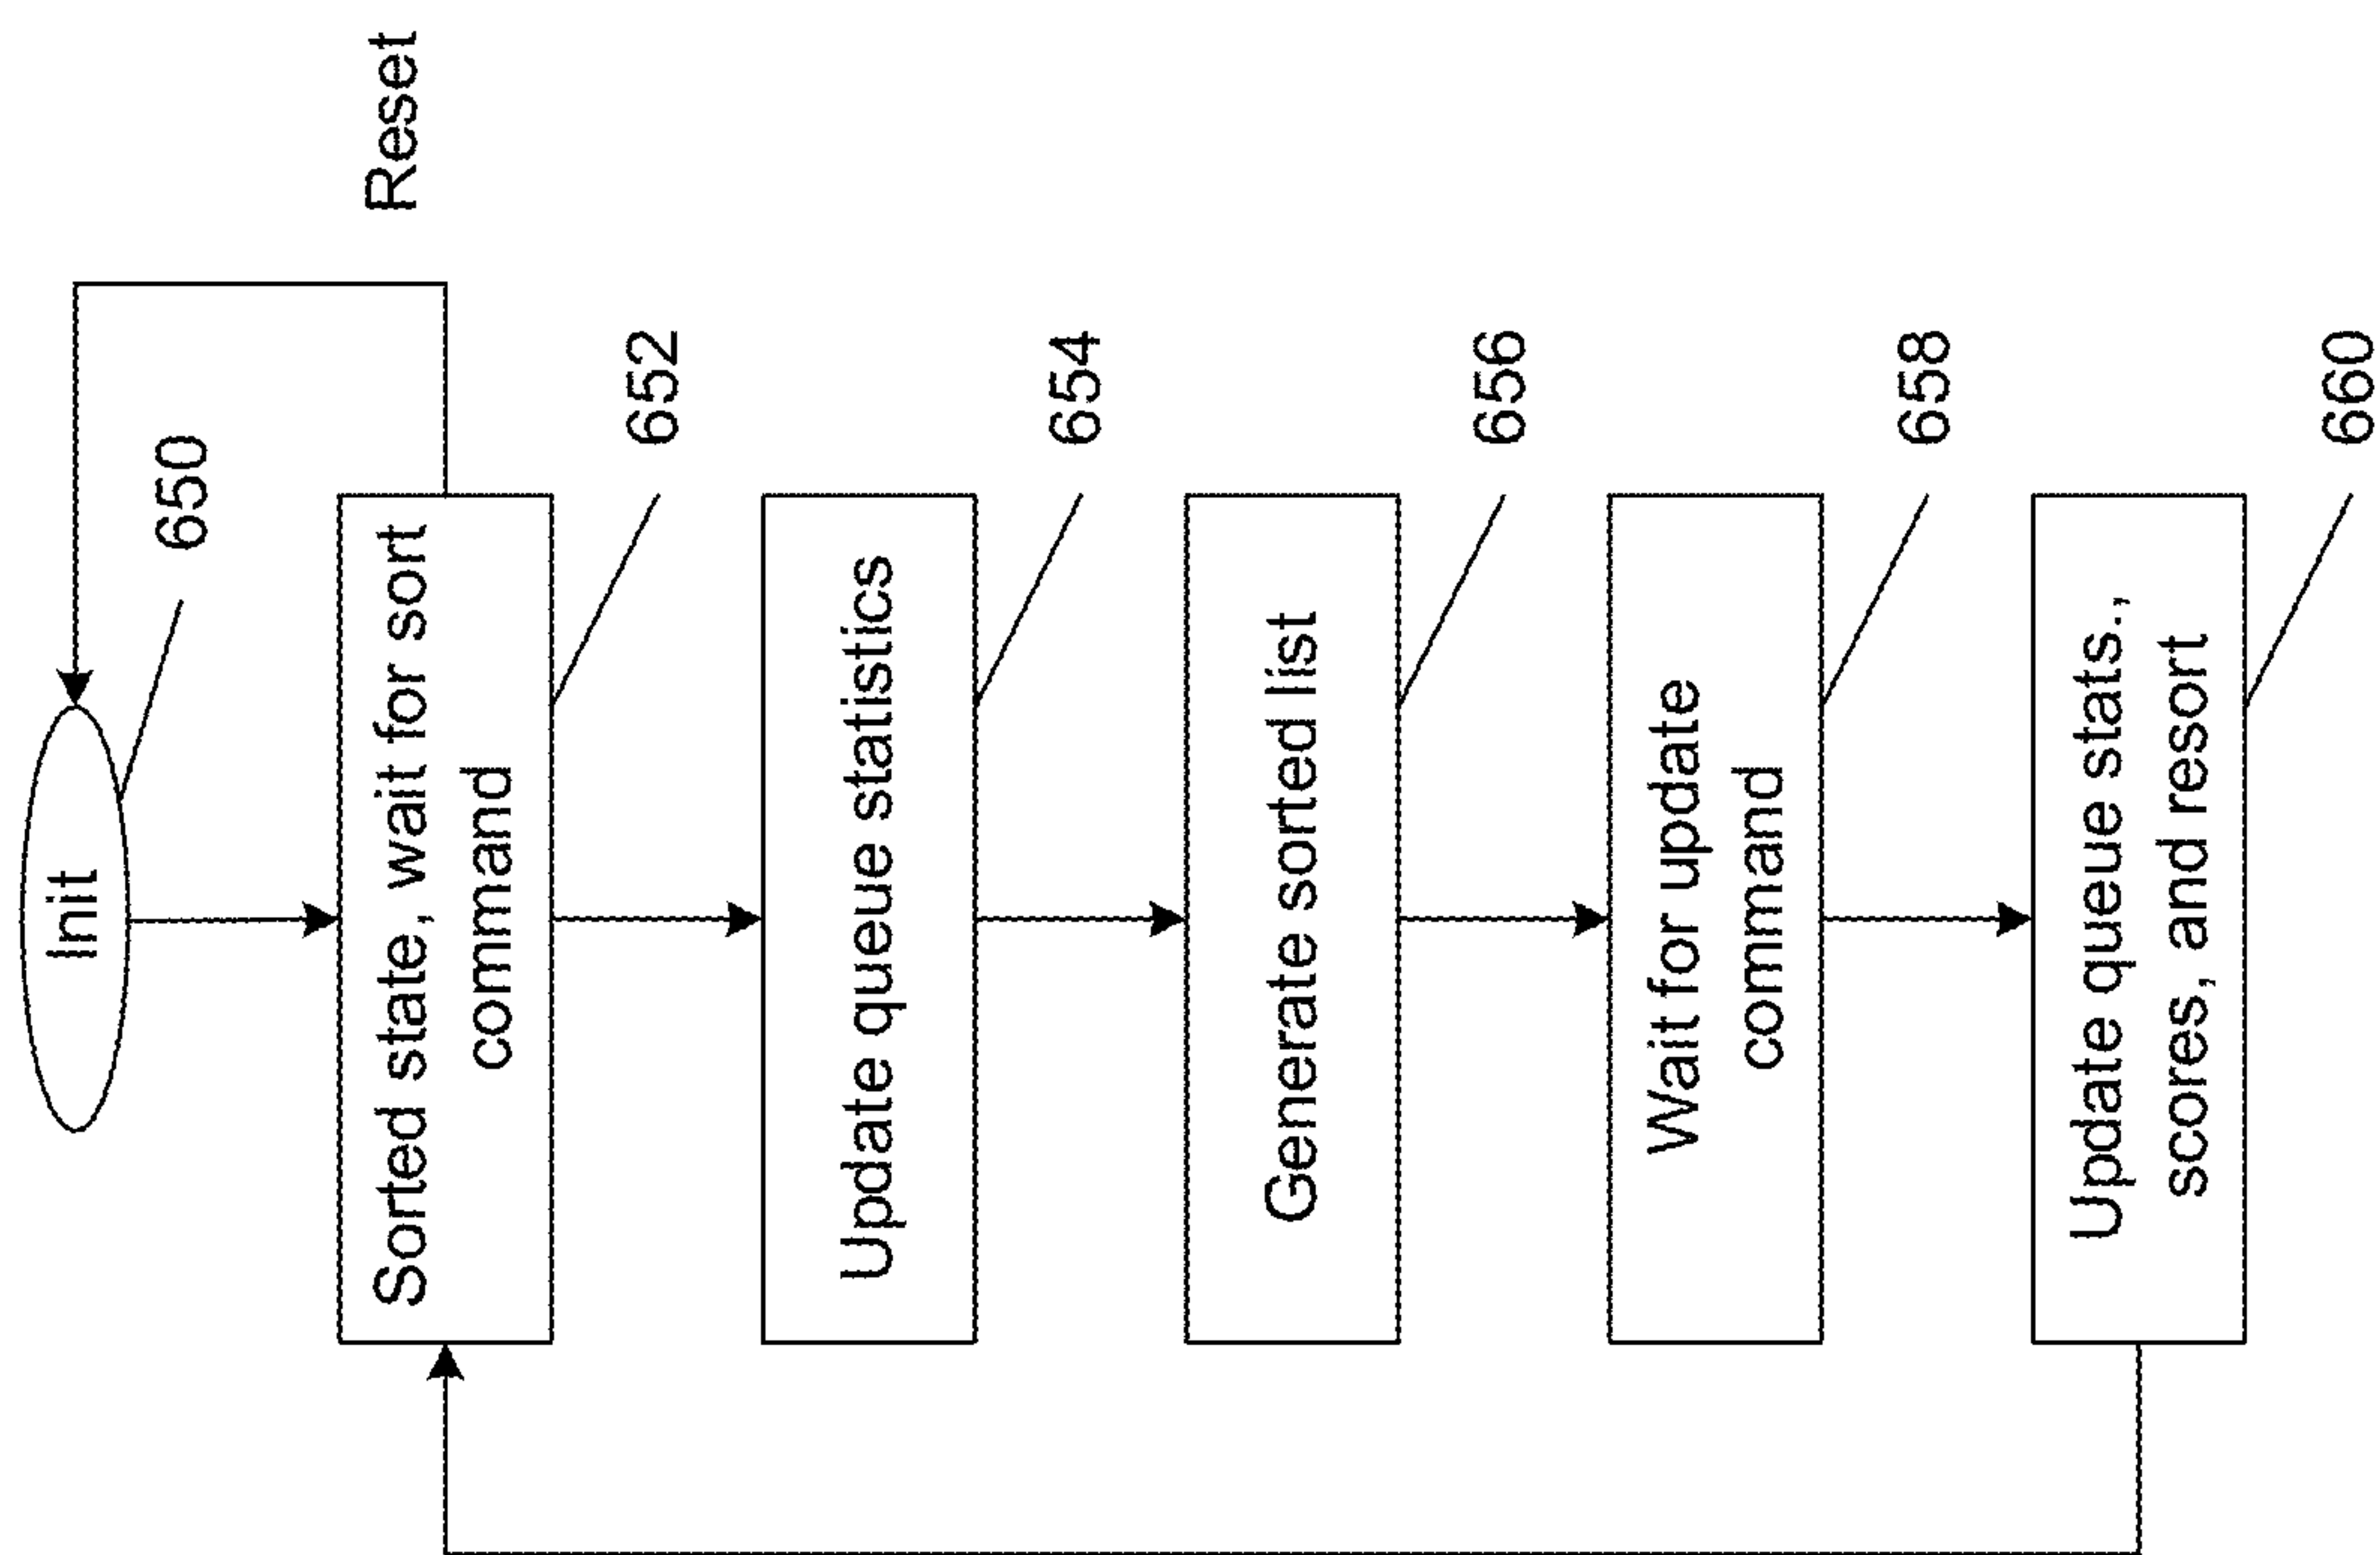 Init
650
Reset
Sorted state, wait for sort
command
652
Update queue statistics
654
Generate sorted list
656
Wait for update
command
658
Update queue stats.,
scores, and resort
660